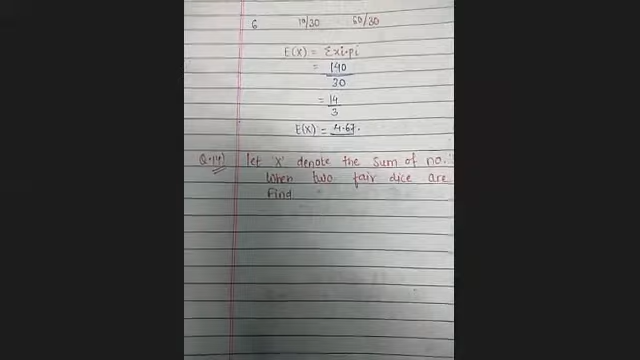 6 10/30 60/30
E(X) = Σxi·pi
= 140
30
= 14
3
E(X) = 4.67.
Q.14) let 'X' denote the sum of no.
when two fair dice are
Find